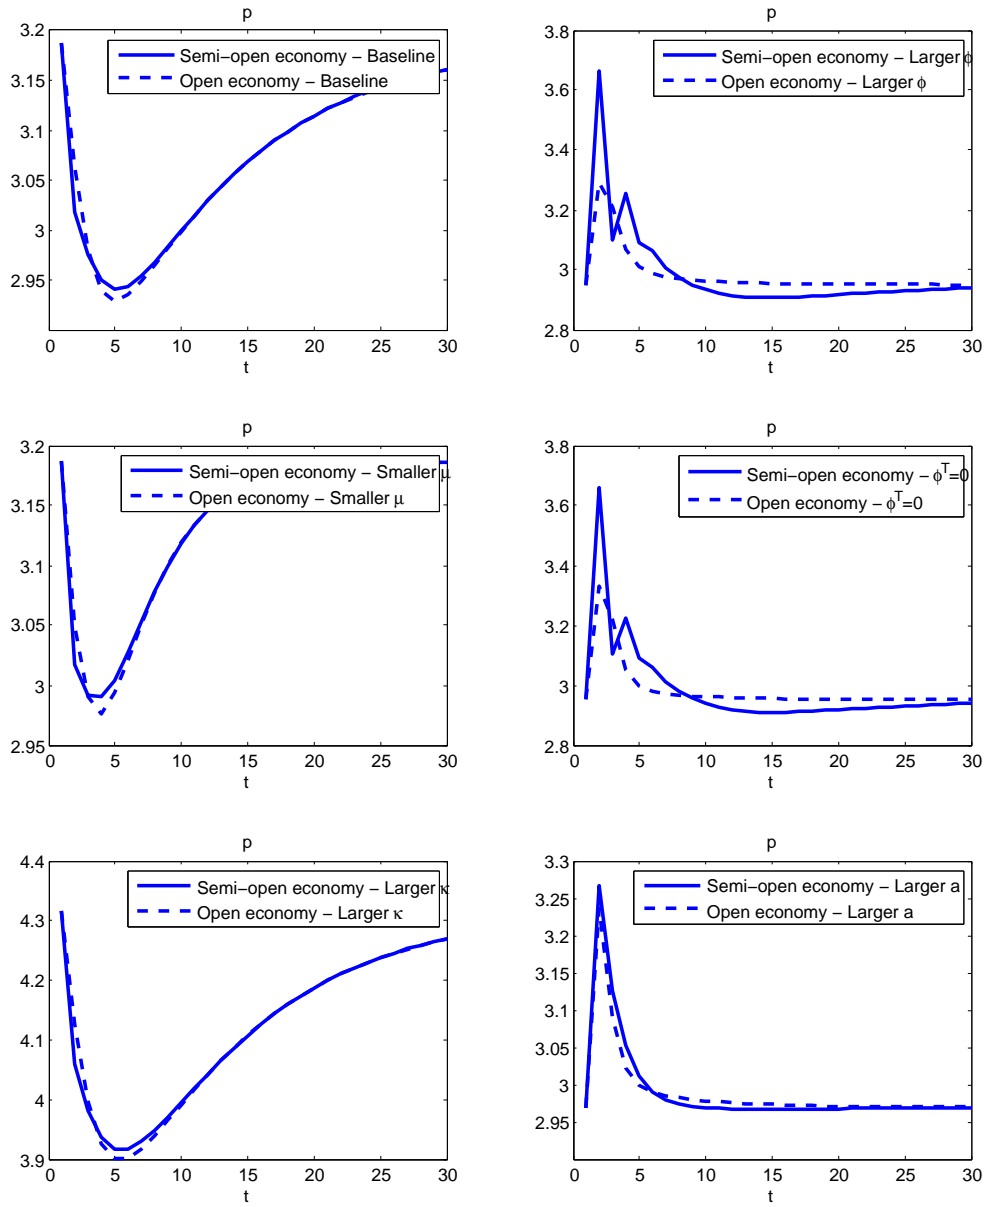 p
3.2
3.15
3.1
3.05
3
2.95
0 5 10 15 20 25 30
t
Semi−open economy − Baseline
Open economy − Baseline
p
3.8
3.6
3.4
3.2
3
2.8
0 5 10 15 20 25 30
t
Semi−open economy − Larger ϕ
Open economy − Larger ϕ
p
3.2
3.15
3.1
3.05
3
2.95
0 5 10 15 20 25 30
t
Semi−open economy − Smaller μ
Open economy − Smaller μ
p
3.8
3.6
3.4
3.2
3
2.8
0 5 10 15 20 25 30
t
Semi−open economy − ϕ^T=0
Open economy − ϕ^T=0
p
4.4
4.3
4.2
4.1
4
3.9
0 5 10 15 20 25 30
t
Semi−open economy − Larger κ
Open economy − Larger κ
p
3.3
3.25
3.2
3.15
3.1
3.05
3
2.95
0 5 10 15 20 25 30
t
Semi−open economy − Larger a
Open economy − Larger a